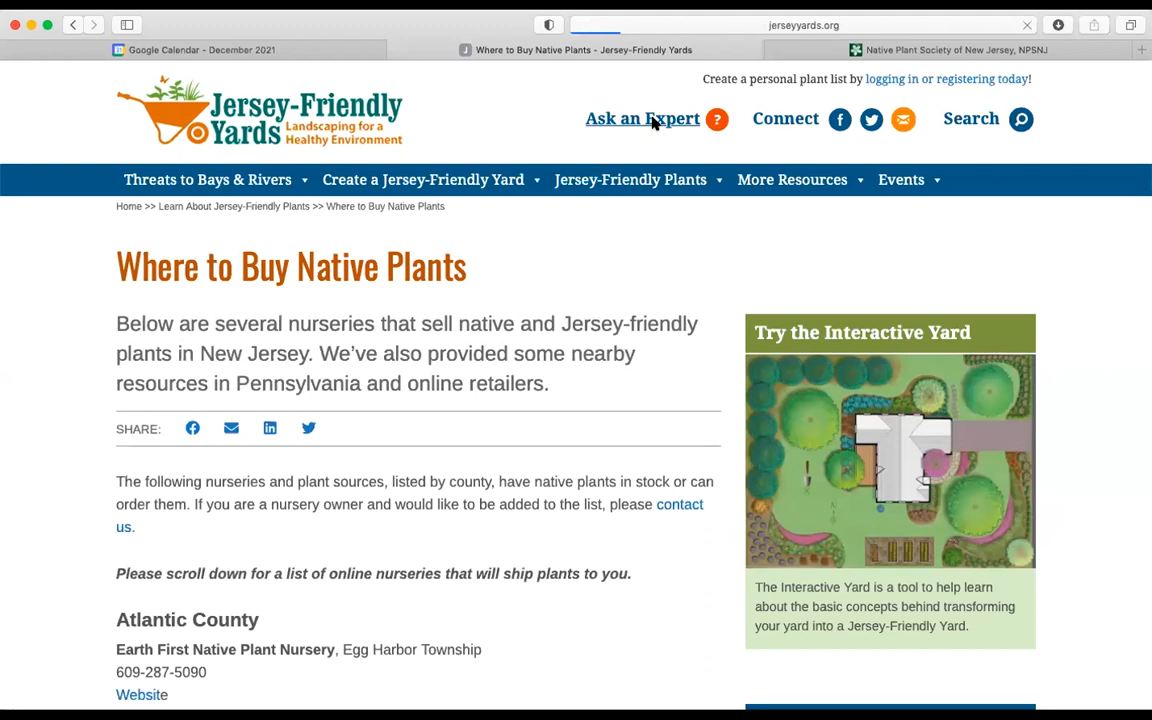 jerseyyards.org
Google Calendar - December 2021
Where to Buy Native Plants - Jersey-Friendly Yards
Native Plant Society of New Jersey, NPSNJ
Create a personal plant list by logging in or registering today!
Jersey-Friendly
Yards Landscaping for a
Healthy Environment
Ask an Expert ? Connect Search
Threats to Bays & Rivers Create a Jersey-Friendly Yard Jersey-Friendly Plants More Resources Events
Home >> Learn About Jersey-Friendly Plants >> Where to Buy Native Plants
Where to Buy Native Plants
Below are several nurseries that sell native and Jersey-friendly
plants in New Jersey. We've also provided some nearby
resources in Pennsylvania and online retailers.
SHARE:
The following nurseries and plant sources, listed by county, have native plants in stock or can
order them. If you are a nursery owner and would like to be added to the list, please contact
us.
Please scroll down for a list of online nurseries that will ship plants to you.
Atlantic County
Earth First Native Plant Nursery, Egg Harbor Township
609-287-5090
Website
Try the Interactive Yard
The Interactive Yard is a tool to help learn
about the basic concepts behind transforming
your yard into a Jersey-Friendly Yard.